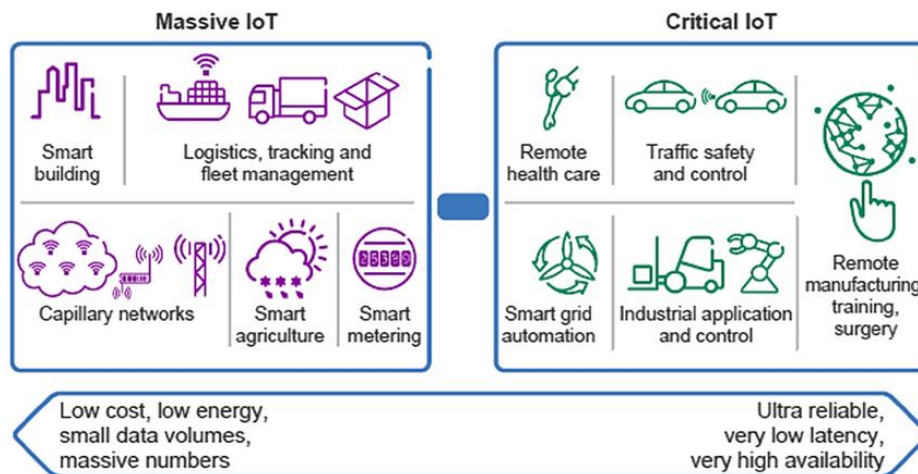 Massive IoT
Smart
building
Logistics, tracking and
fleet management
Capillary networks
Smart
agriculture
25389
Smart
metering
Critical IoT
Remote
health care
Traffic safety
and control
Smart grid
automation
Industrial application
and control
Remote
manufacturing,
training,
surgery
Low cost, low energy,
small data volumes,
massive numbers
Ultra reliable,
very low latency,
very high availability